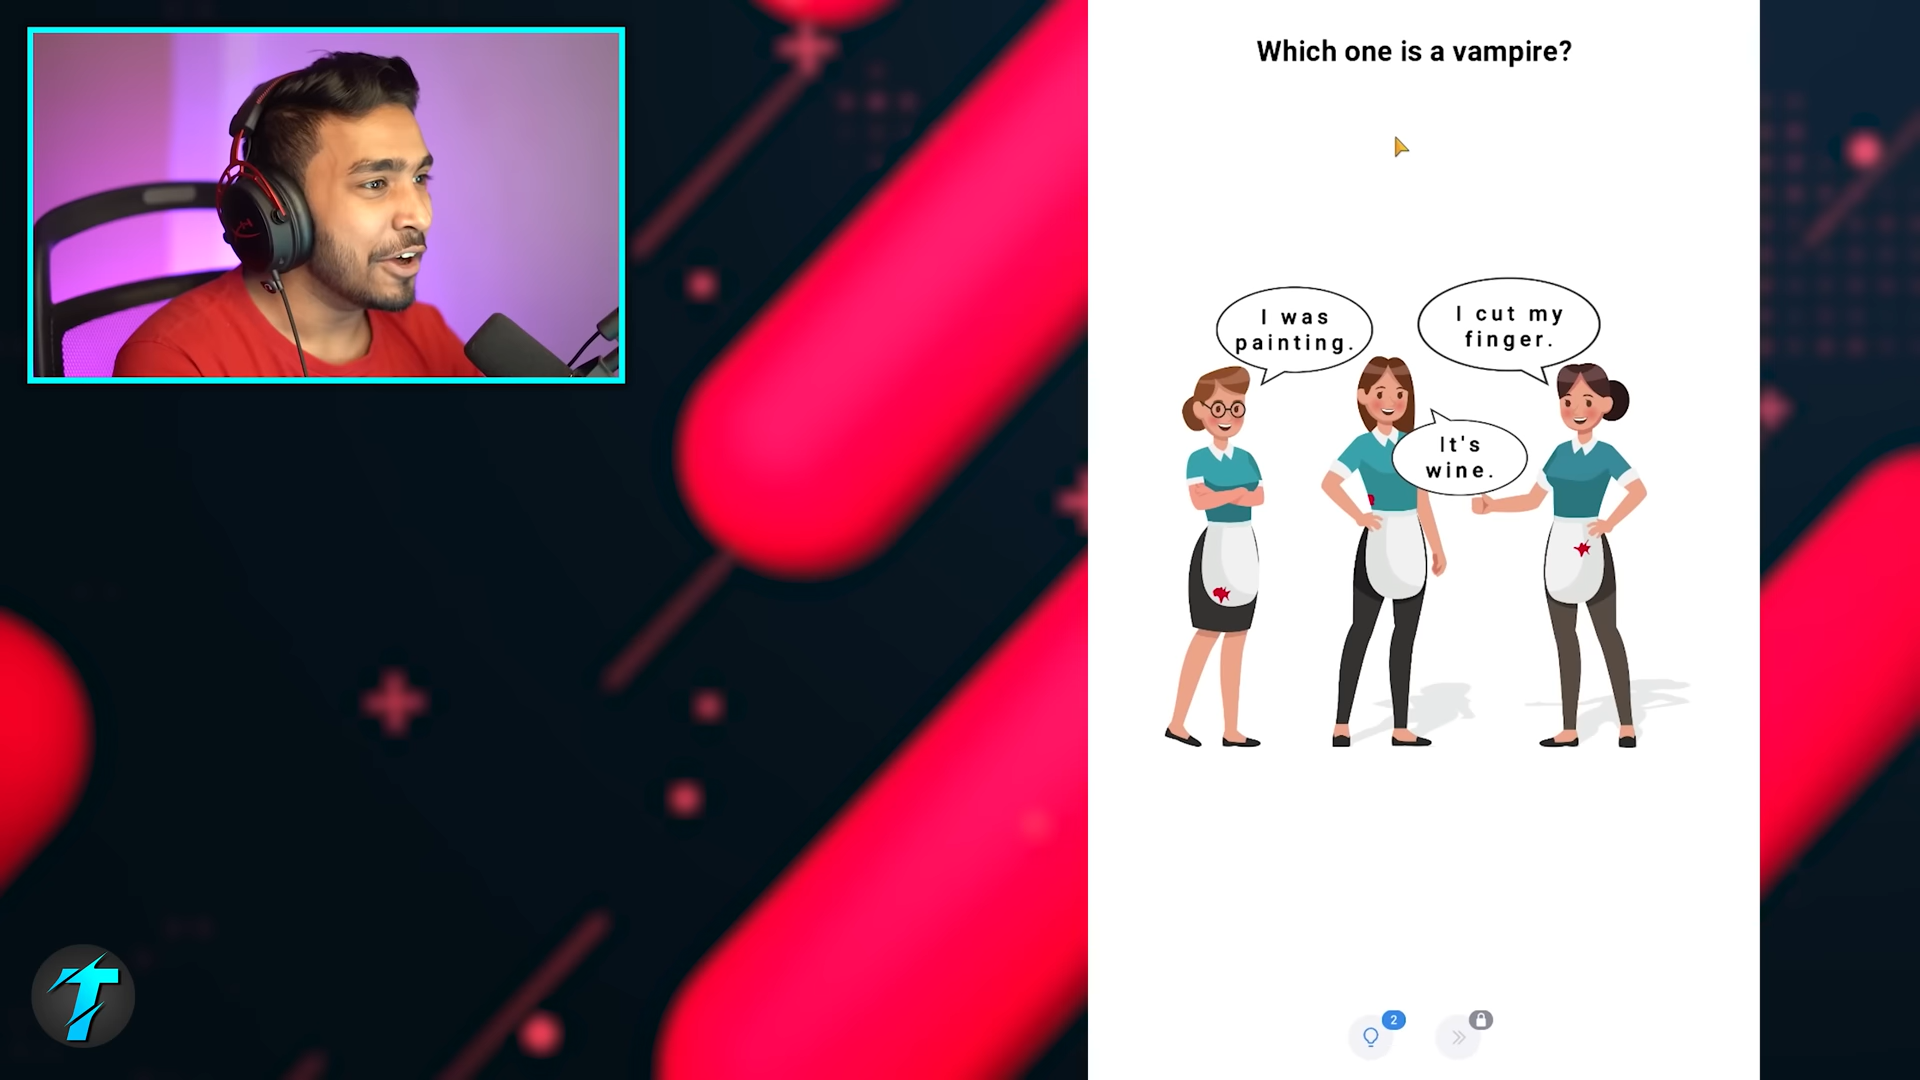 Which one is a vampire?
I was
painting.
I cut my
finger.
It's
wine.
2
T